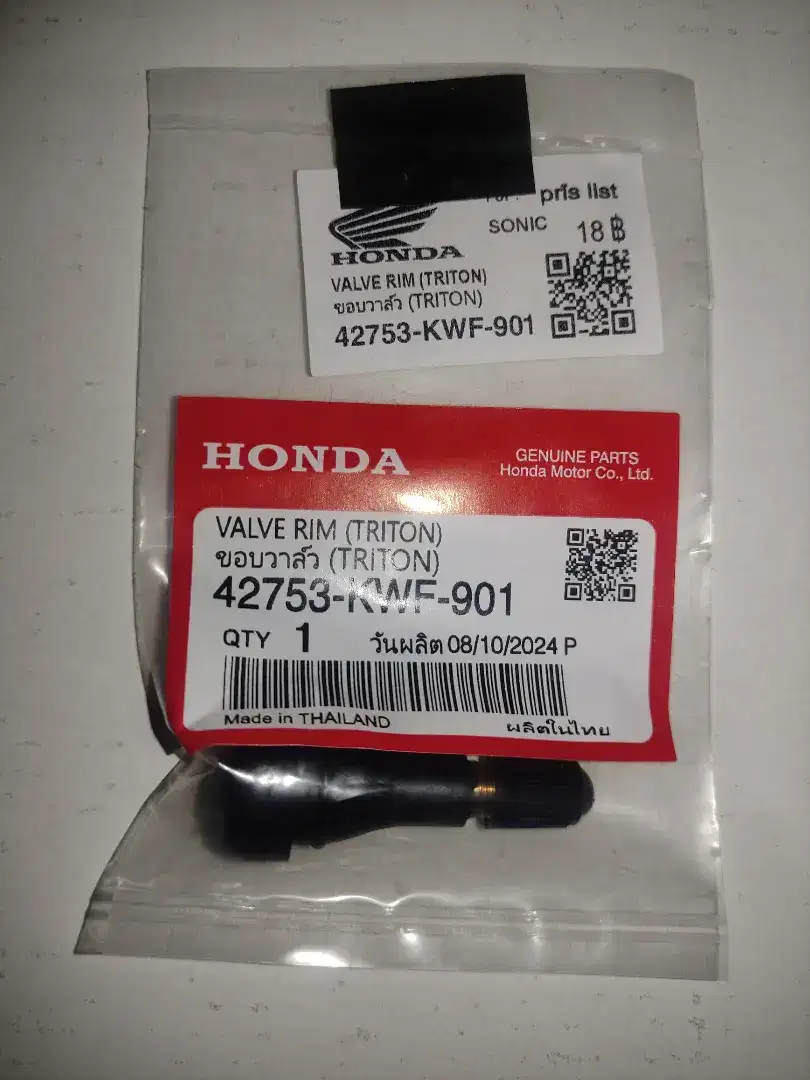 prís list
SONIC 18 ฿
HONDA
VALVE RIM (TRITON)
ขอบวาล์ว (TRITON)
42753-KWF-901
HONDA
GENUINE PARTS
Honda Motor Co., Ltd.
VALVE RIM (TRITON)
ขอบวาล์ว (TRITON)
42753-KWF-901
QTY 1 วันผลิต 08/10/2024 P
Made in THAILAND ผลิตในไทย